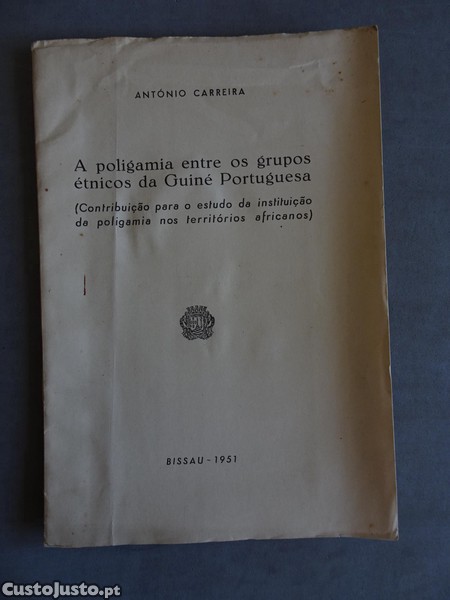 ANTÓNIO CARREIRA
A poligamia entre os grupos
étnicos da Guiné Portuguesa
(Contribuição para o estudo da instituição
da poligamia nos territórios africanos)
BISSAU - 1951
CustoJusto.pt